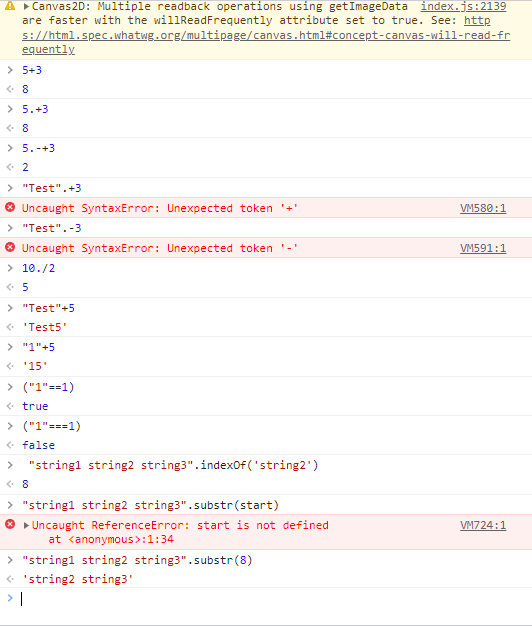 ⚠ ▶Canvas2D: Multiple readback operations using getImageData index.js:2139
are faster with the willReadFrequently attribute set to true. See: http
s://html.spec.whatwg.org/multipage/canvas.html#concept-canvas-will-read-fr
equently
> 5+3
< 8
> 5.+3
< 8
> 5.-+3
< 2
> "Test".+3
Uncaught SyntaxError: Unexpected token '+' VM580:1
> "Test".-3
Uncaught SyntaxError: Unexpected token '-' VM591:1
> 10./2
< 5
> "Test"+5
< 'Test5'
> "1"+5
< '15'
> ("1"==1)
< true
> ("1"===1)
< false
> "string1 string2 string3".indexOf('string2')
< 8
> "string1 string2 string3".substr(start)
▶Uncaught ReferenceError: start is not defined VM724:1
at <anonymous>:1:34
> "string1 string2 string3".substr(8)
< 'string2 string3'
>